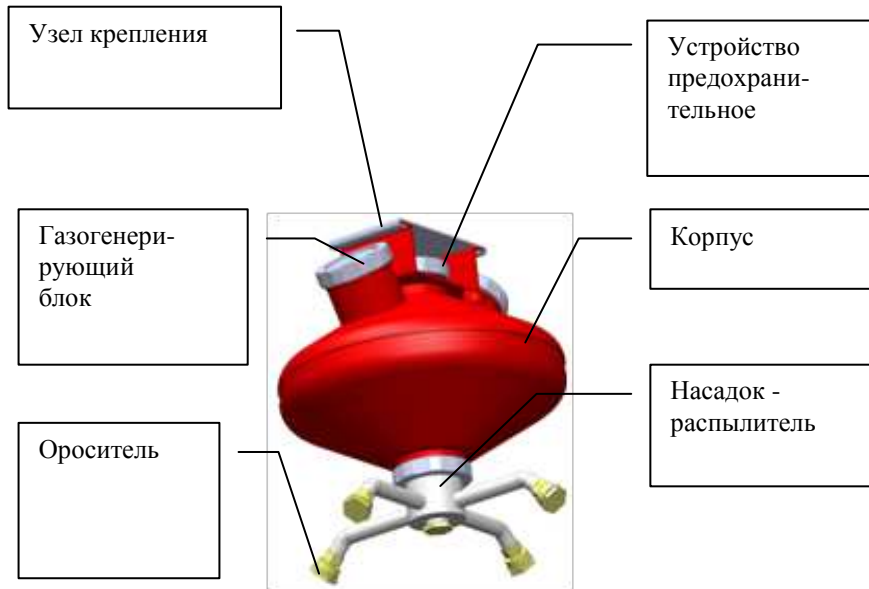 Узел крепления
Устройство
предохрани-
тельное
Газогенери-
рующий
блок
Корпус
Насадок -
распылитель
Ороситель